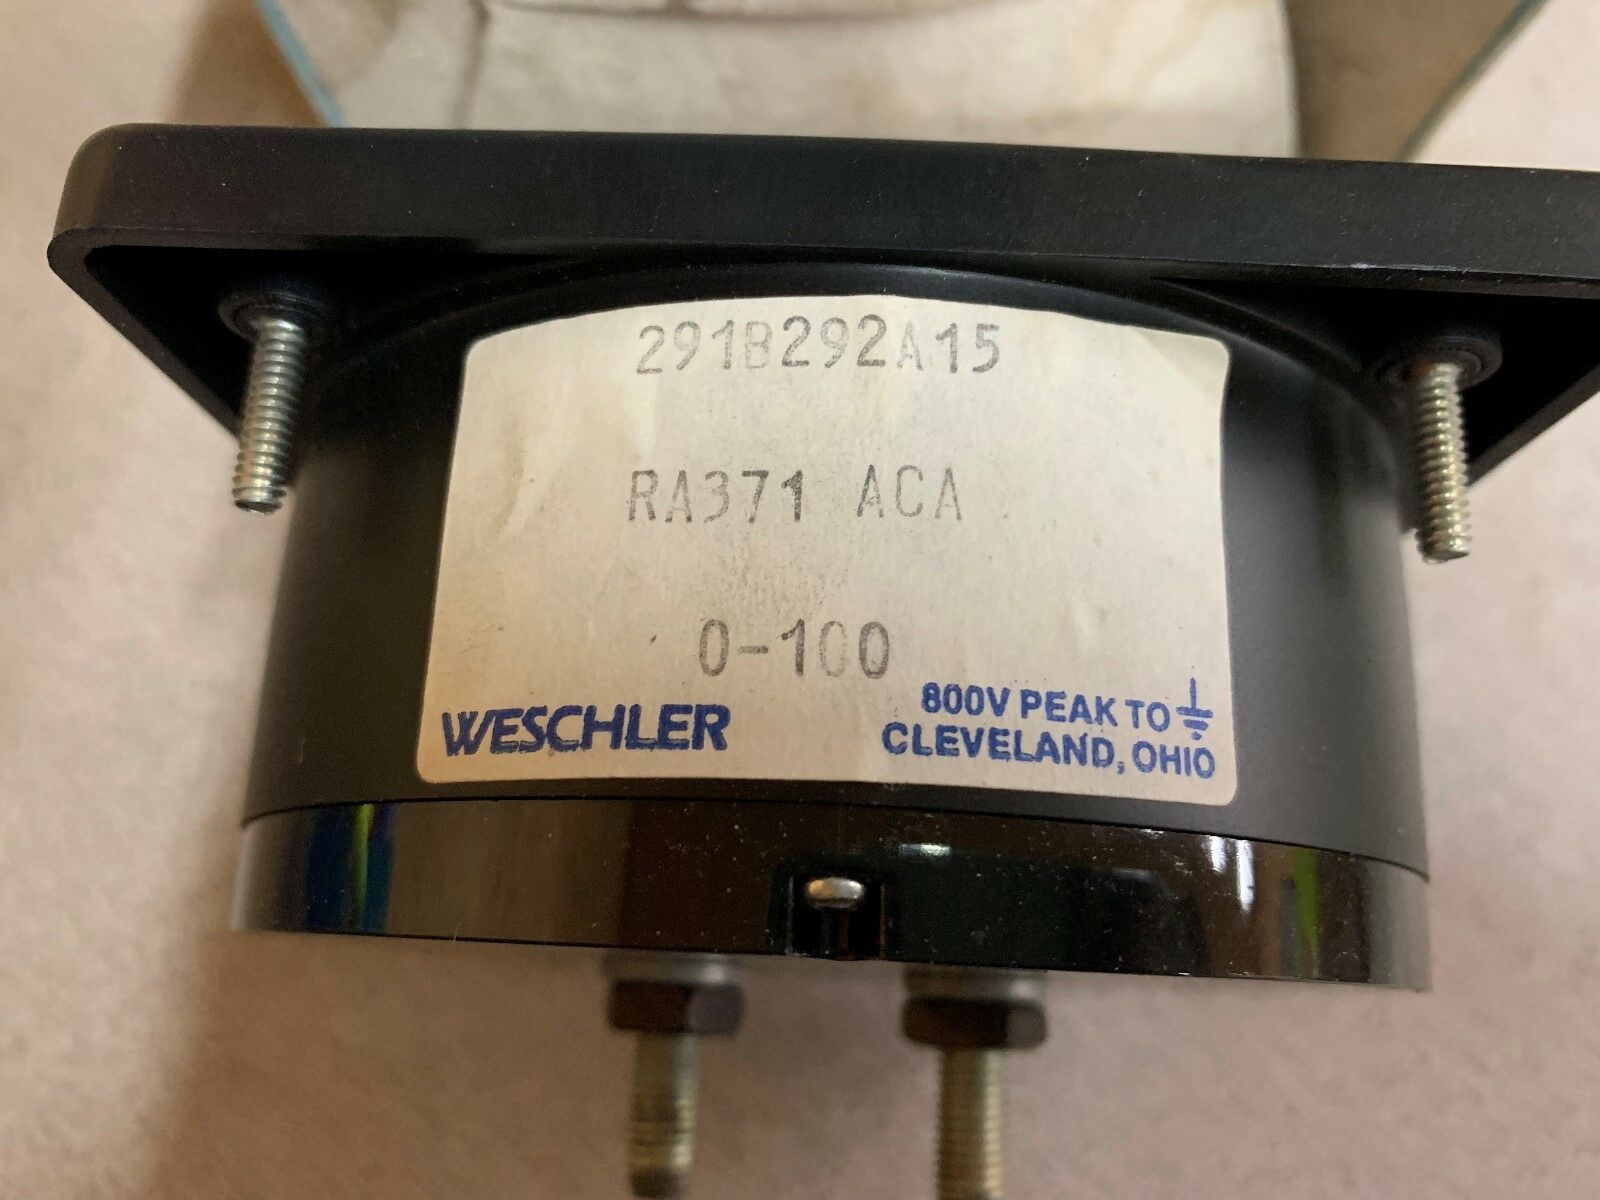 291B292A15
RA371 ACA
0-100
800V PEAK TO ⏚
WESCHLER
CLEVELAND, OHIO